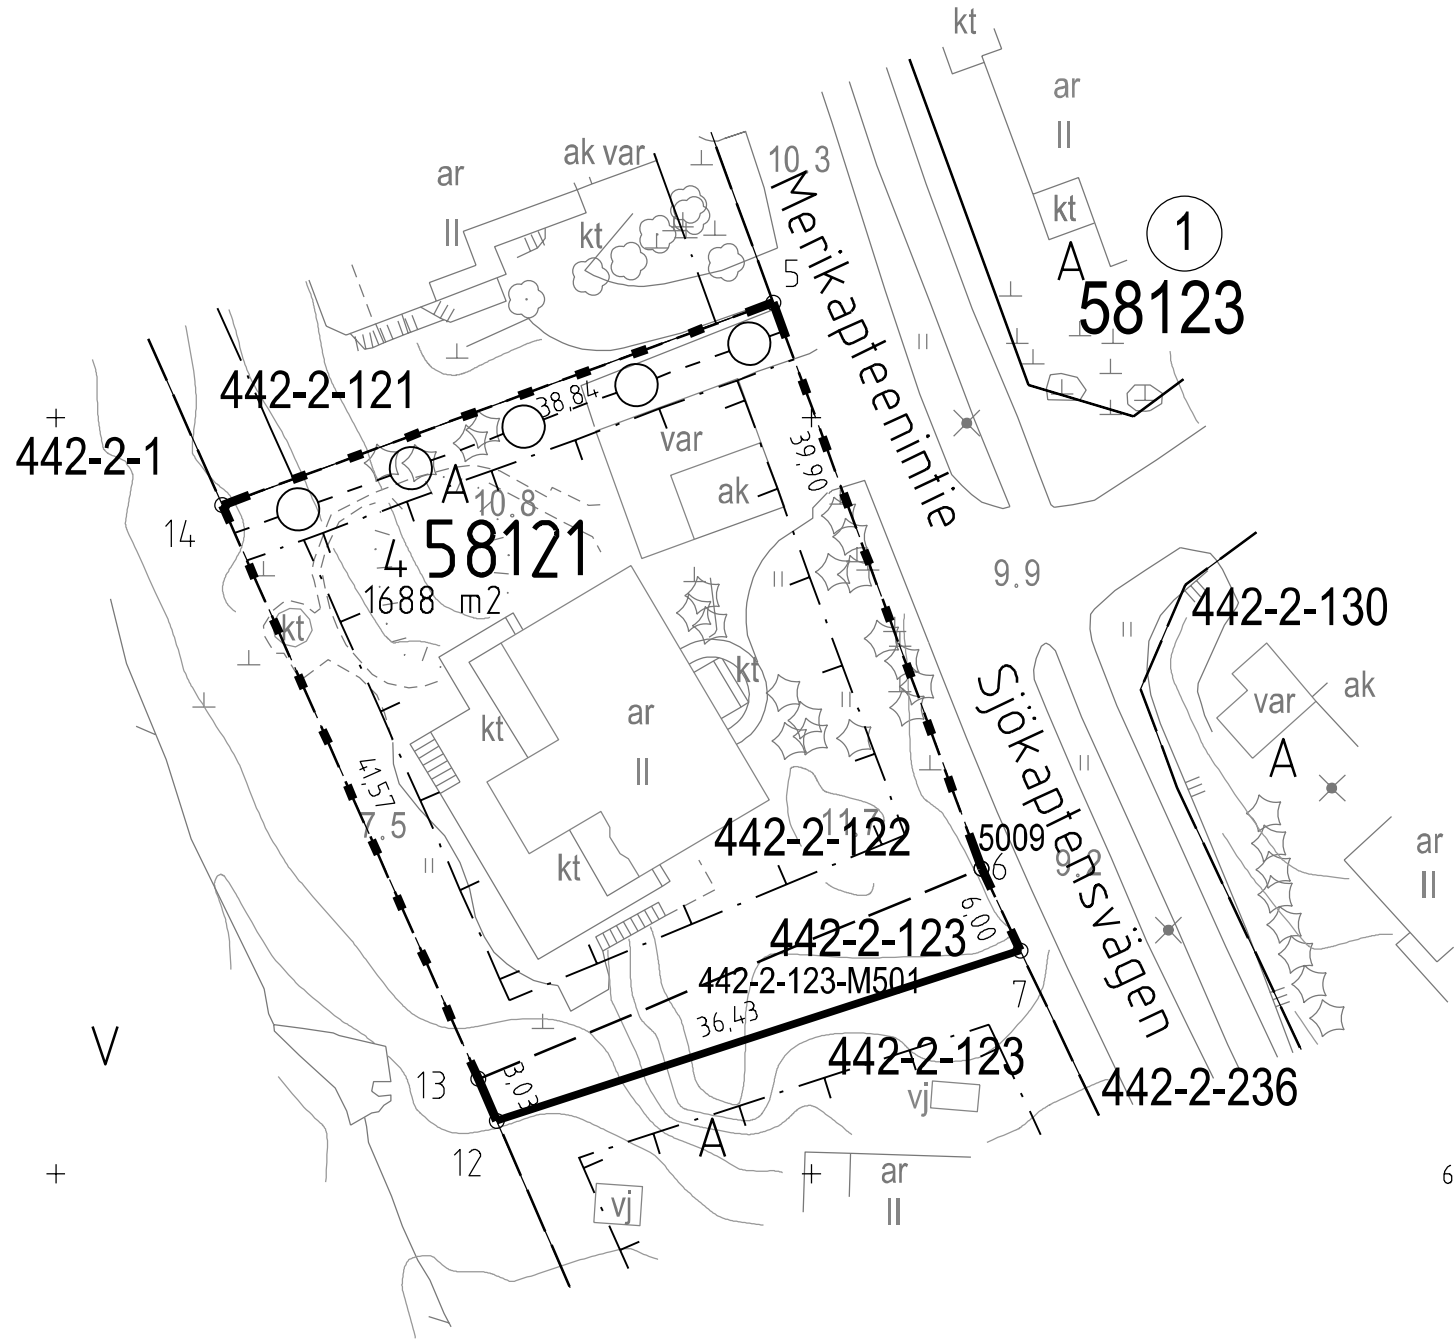 kt
ar
II
ak var
ar
II
10.3
kt
kt
1
A
58123
5
Merikapteenintie
442-2-121
442-2-1
38,84
var
39,90
ak
A
10.8
14
58121
4
1688 m2
9.9
442-2-130
kt
kt
Sjökaptensvägen
kt
ar
II
var
ak
A
41,57
7.5
442-2-122
5009
6
9.2
ar
II
kt
6,00
442-2-123
442-2-123-M501
7
36,43
V
13
3,03
442-2-123
vj
442-2-236
A
12
ar
II
6
vj